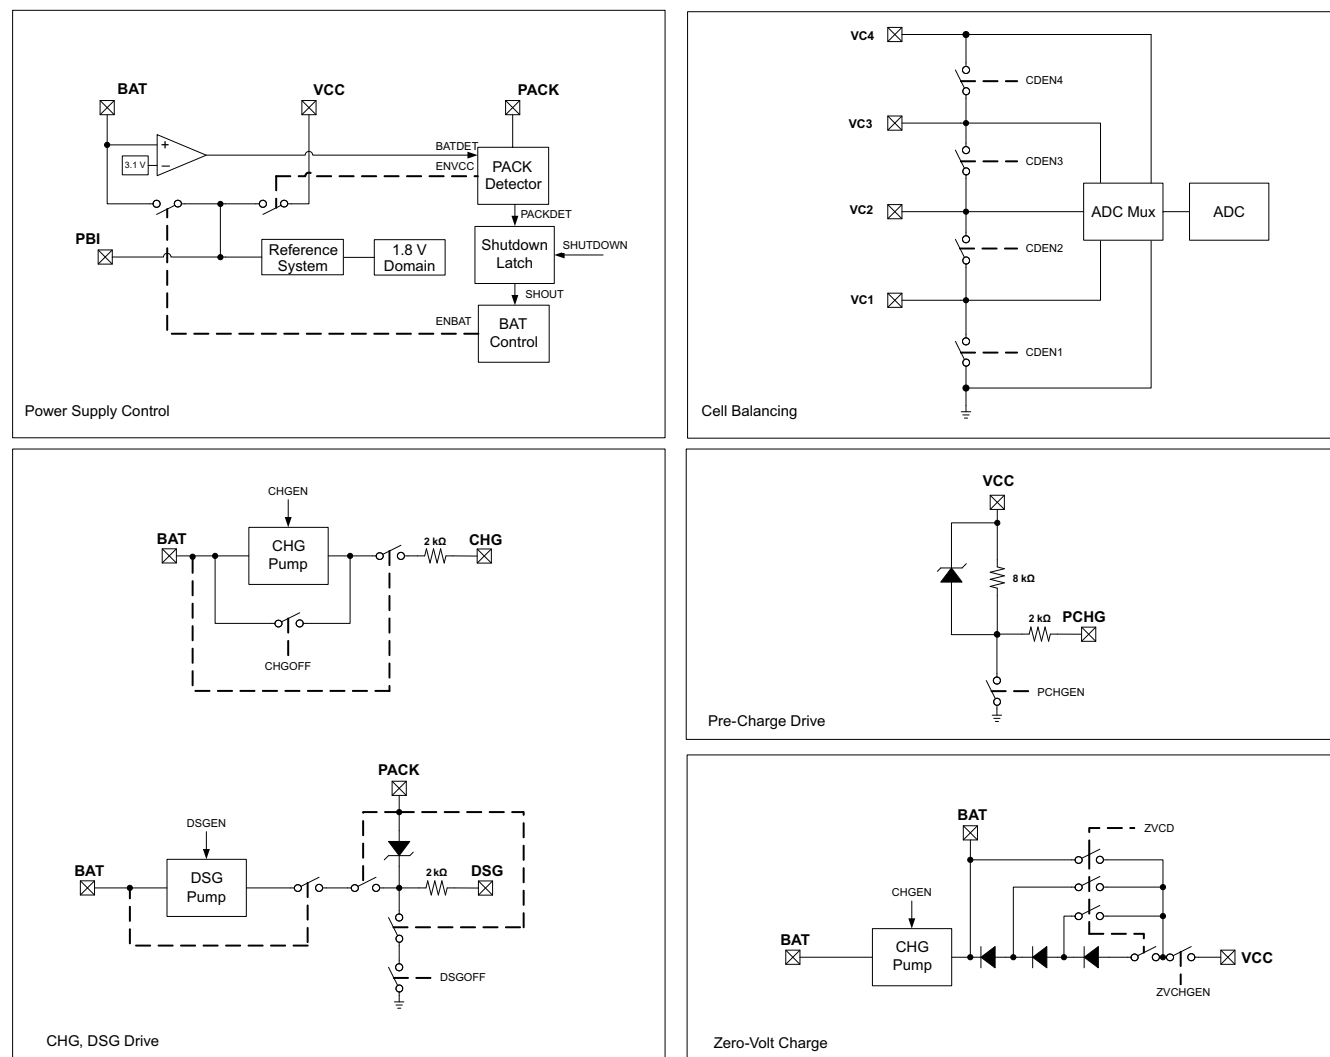 BAT
VCC
PACK
3.1 V
+
−
BATDET
ENVCC
PACK
Detector
PACKDET
PBI
Reference
System
1.8 V
Domain
Shutdown
Latch
SHUTDOWN
SHOUT
ENBAT
BAT
Control
Power Supply Control
VC4
CDEN4
VC3
CDEN3
VC2
ADC Mux
ADC
CDEN2
VC1
CDEN1
Cell Balancing
CHGEN
BAT
CHG
Pump
2 kΩ
CHG
CHGOFF
PACK
DSGEN
BAT
DSG
Pump
2 kΩ
DSG
DSGOFF
CHG, DSG Drive
VCC
8 kΩ
2 kΩ
PCHG
PCHGEN
Pre-Charge Drive
BAT
ZVCD
CHGEN
BAT
CHG
Pump
VCC
ZVCHGEN
Zero-Volt Charge